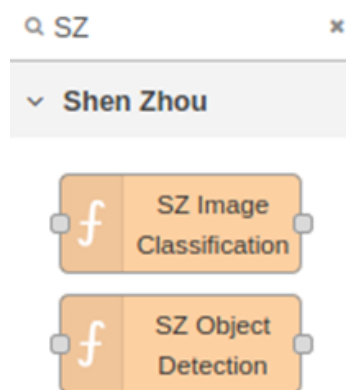 SZ
Shen Zhou
SZ Image
Classification
SZ Object
Detection